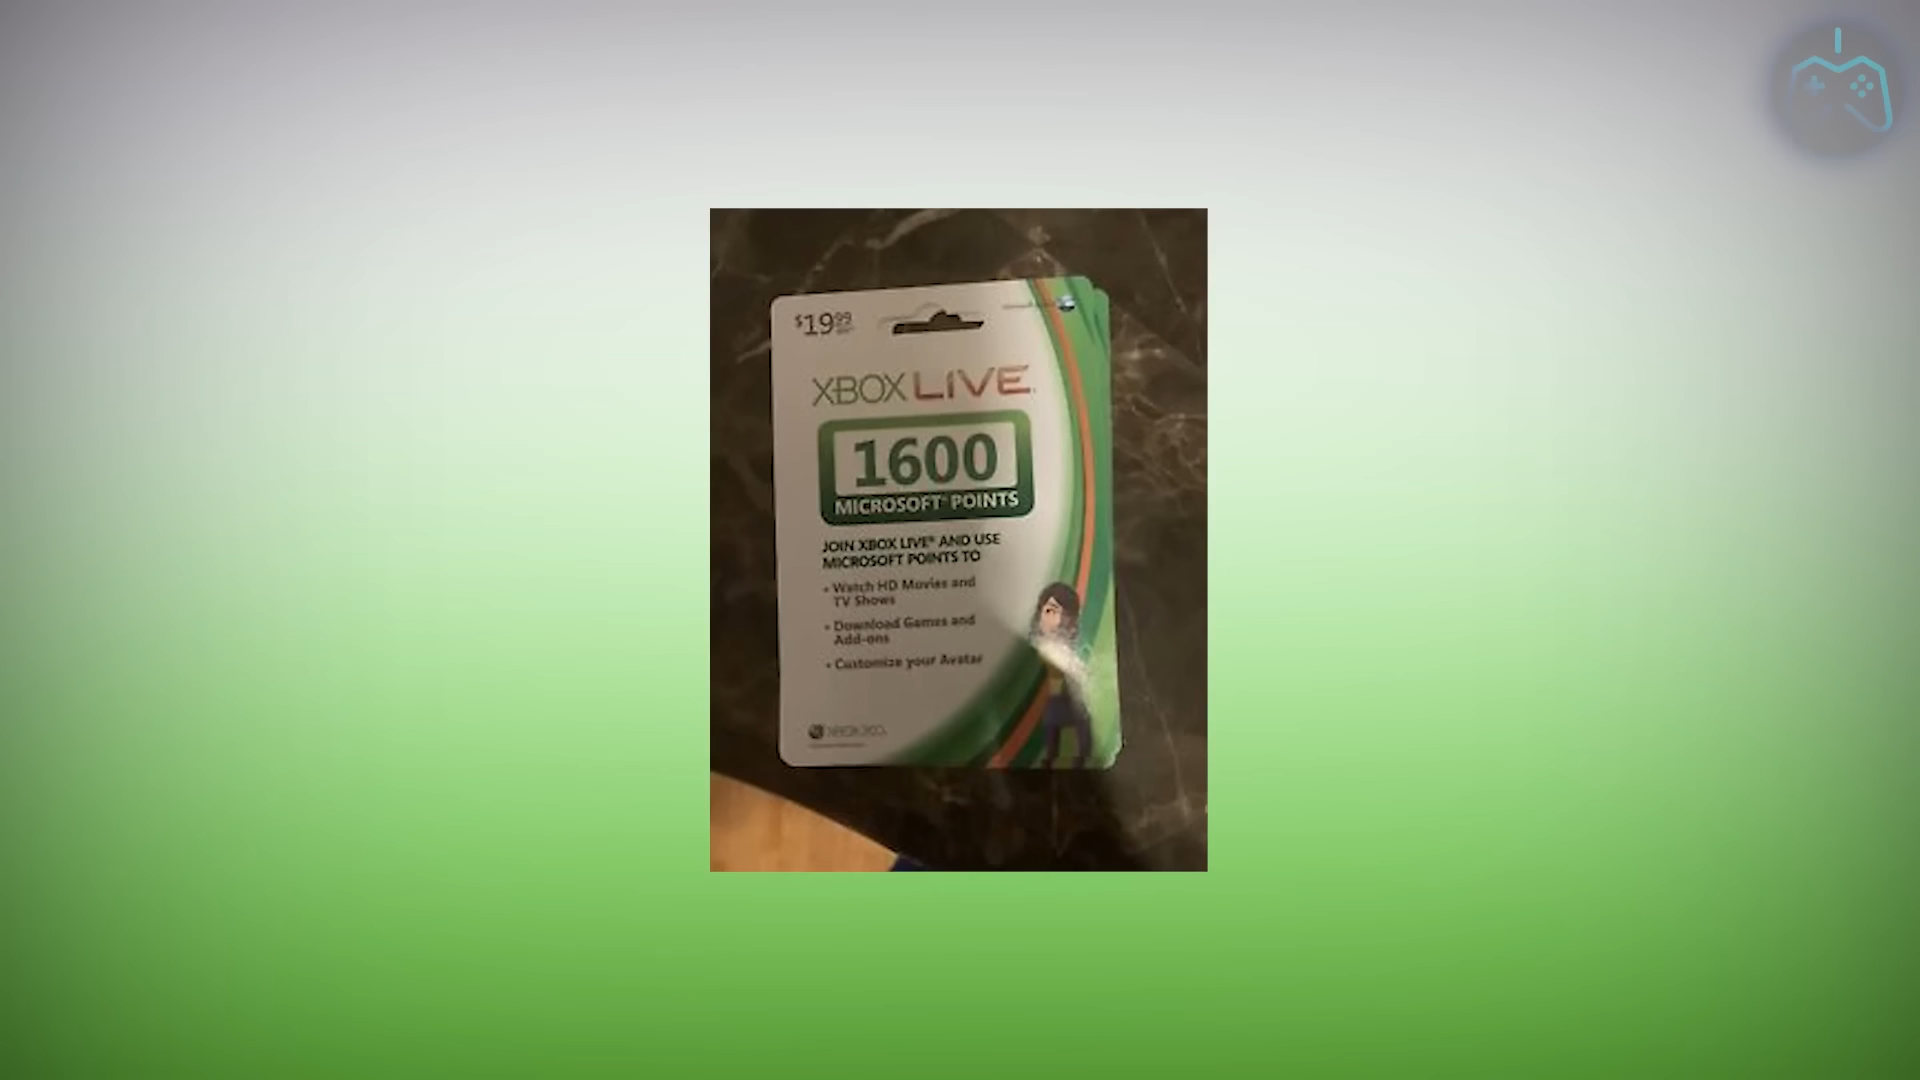 $19.99
XBOX LIVE
1600
MICROSOFT® POINTS
JOIN XBOX LIVE® AND USE
MICROSOFT POINTS TO
• Watch HD Movies and
TV Shows
• Download Games and
Add-ons
• Customize your Avatar
XBOX 360